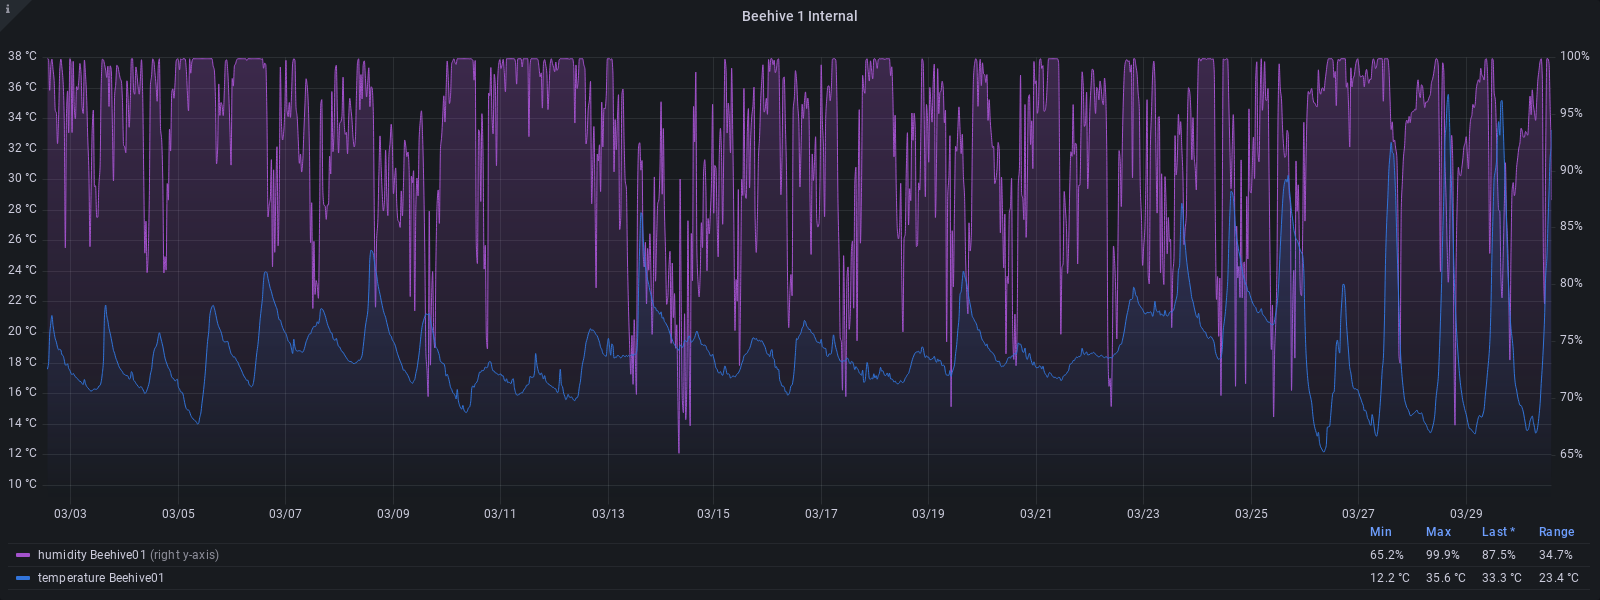 i
Beehive 1 Internal
38 °C 100%
36 °C
34 °C 95%
32 °C
30 °C 90%
28 °C
26 °C 85%
24 °C
22 °C 80%
20 °C
18 °C 75%
16 °C 70%
14 °C
12 °C 65%
10 °C
03/03 03/05 03/07 03/09 03/11 03/13 03/15 03/17 03/19 03/21 03/23 03/25 03/27 03/29
Min Max Last * Range
humidity Beehive01 (right y-axis) 65.2% 99.9% 87.5% 34.7%
temperature Beehive01 12.2 °C 35.6 °C 33.3 °C 23.4 °C